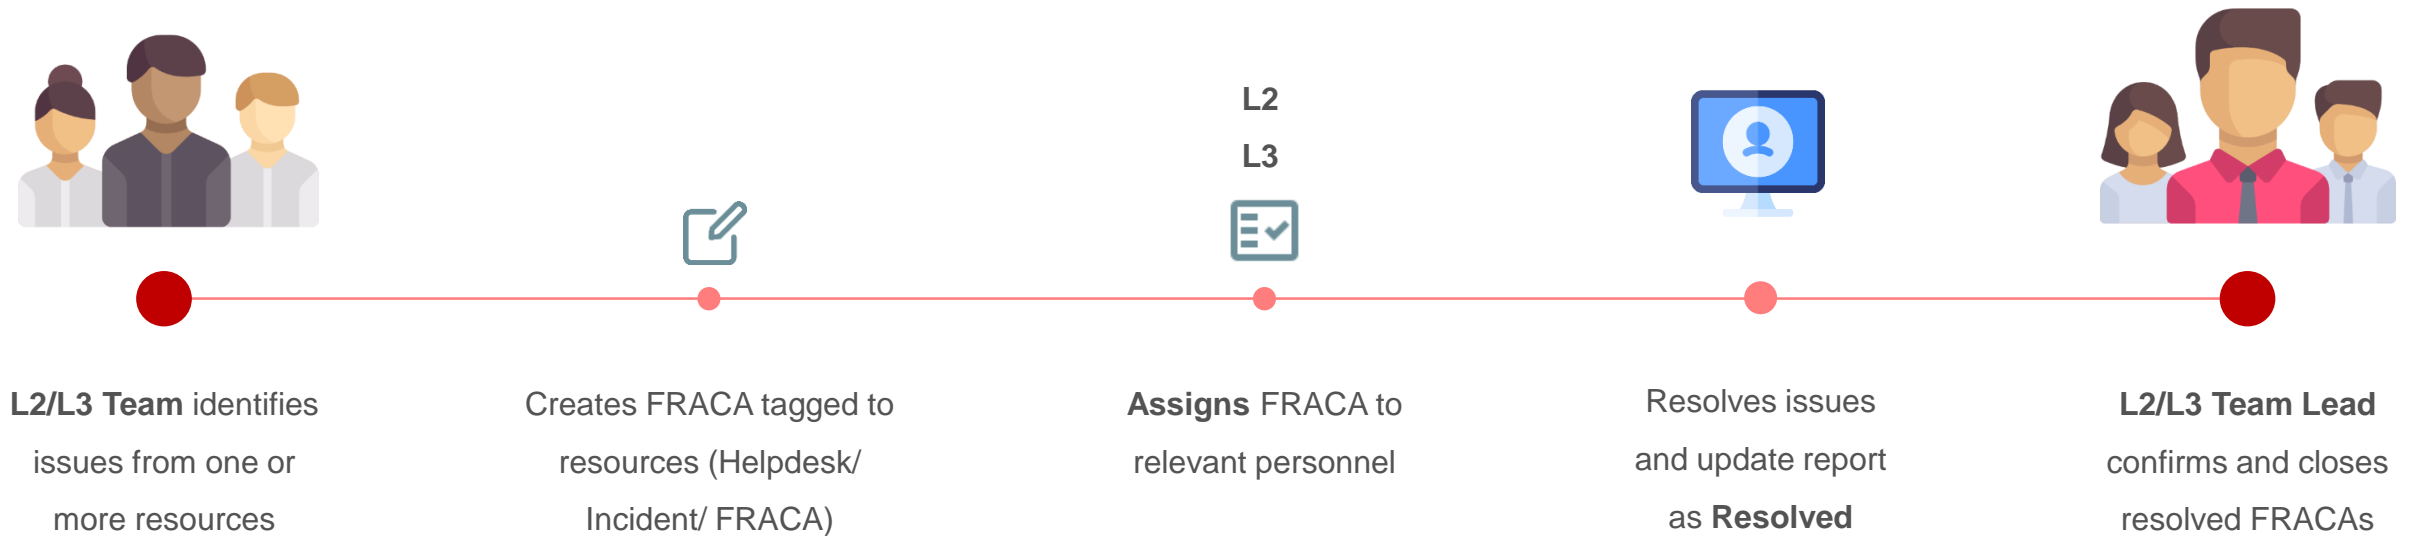 L2
L3
L2/L3 Team identifies
issues from one or
more resources
Creates FRACA tagged to
resources (Helpdesk/
Incident/ FRACA)
Assigns FRACA to
relevant personnel
Resolves issues
and update report
as Resolved
L2/L3 Team Lead
confirms and closes
resolved FRACAs